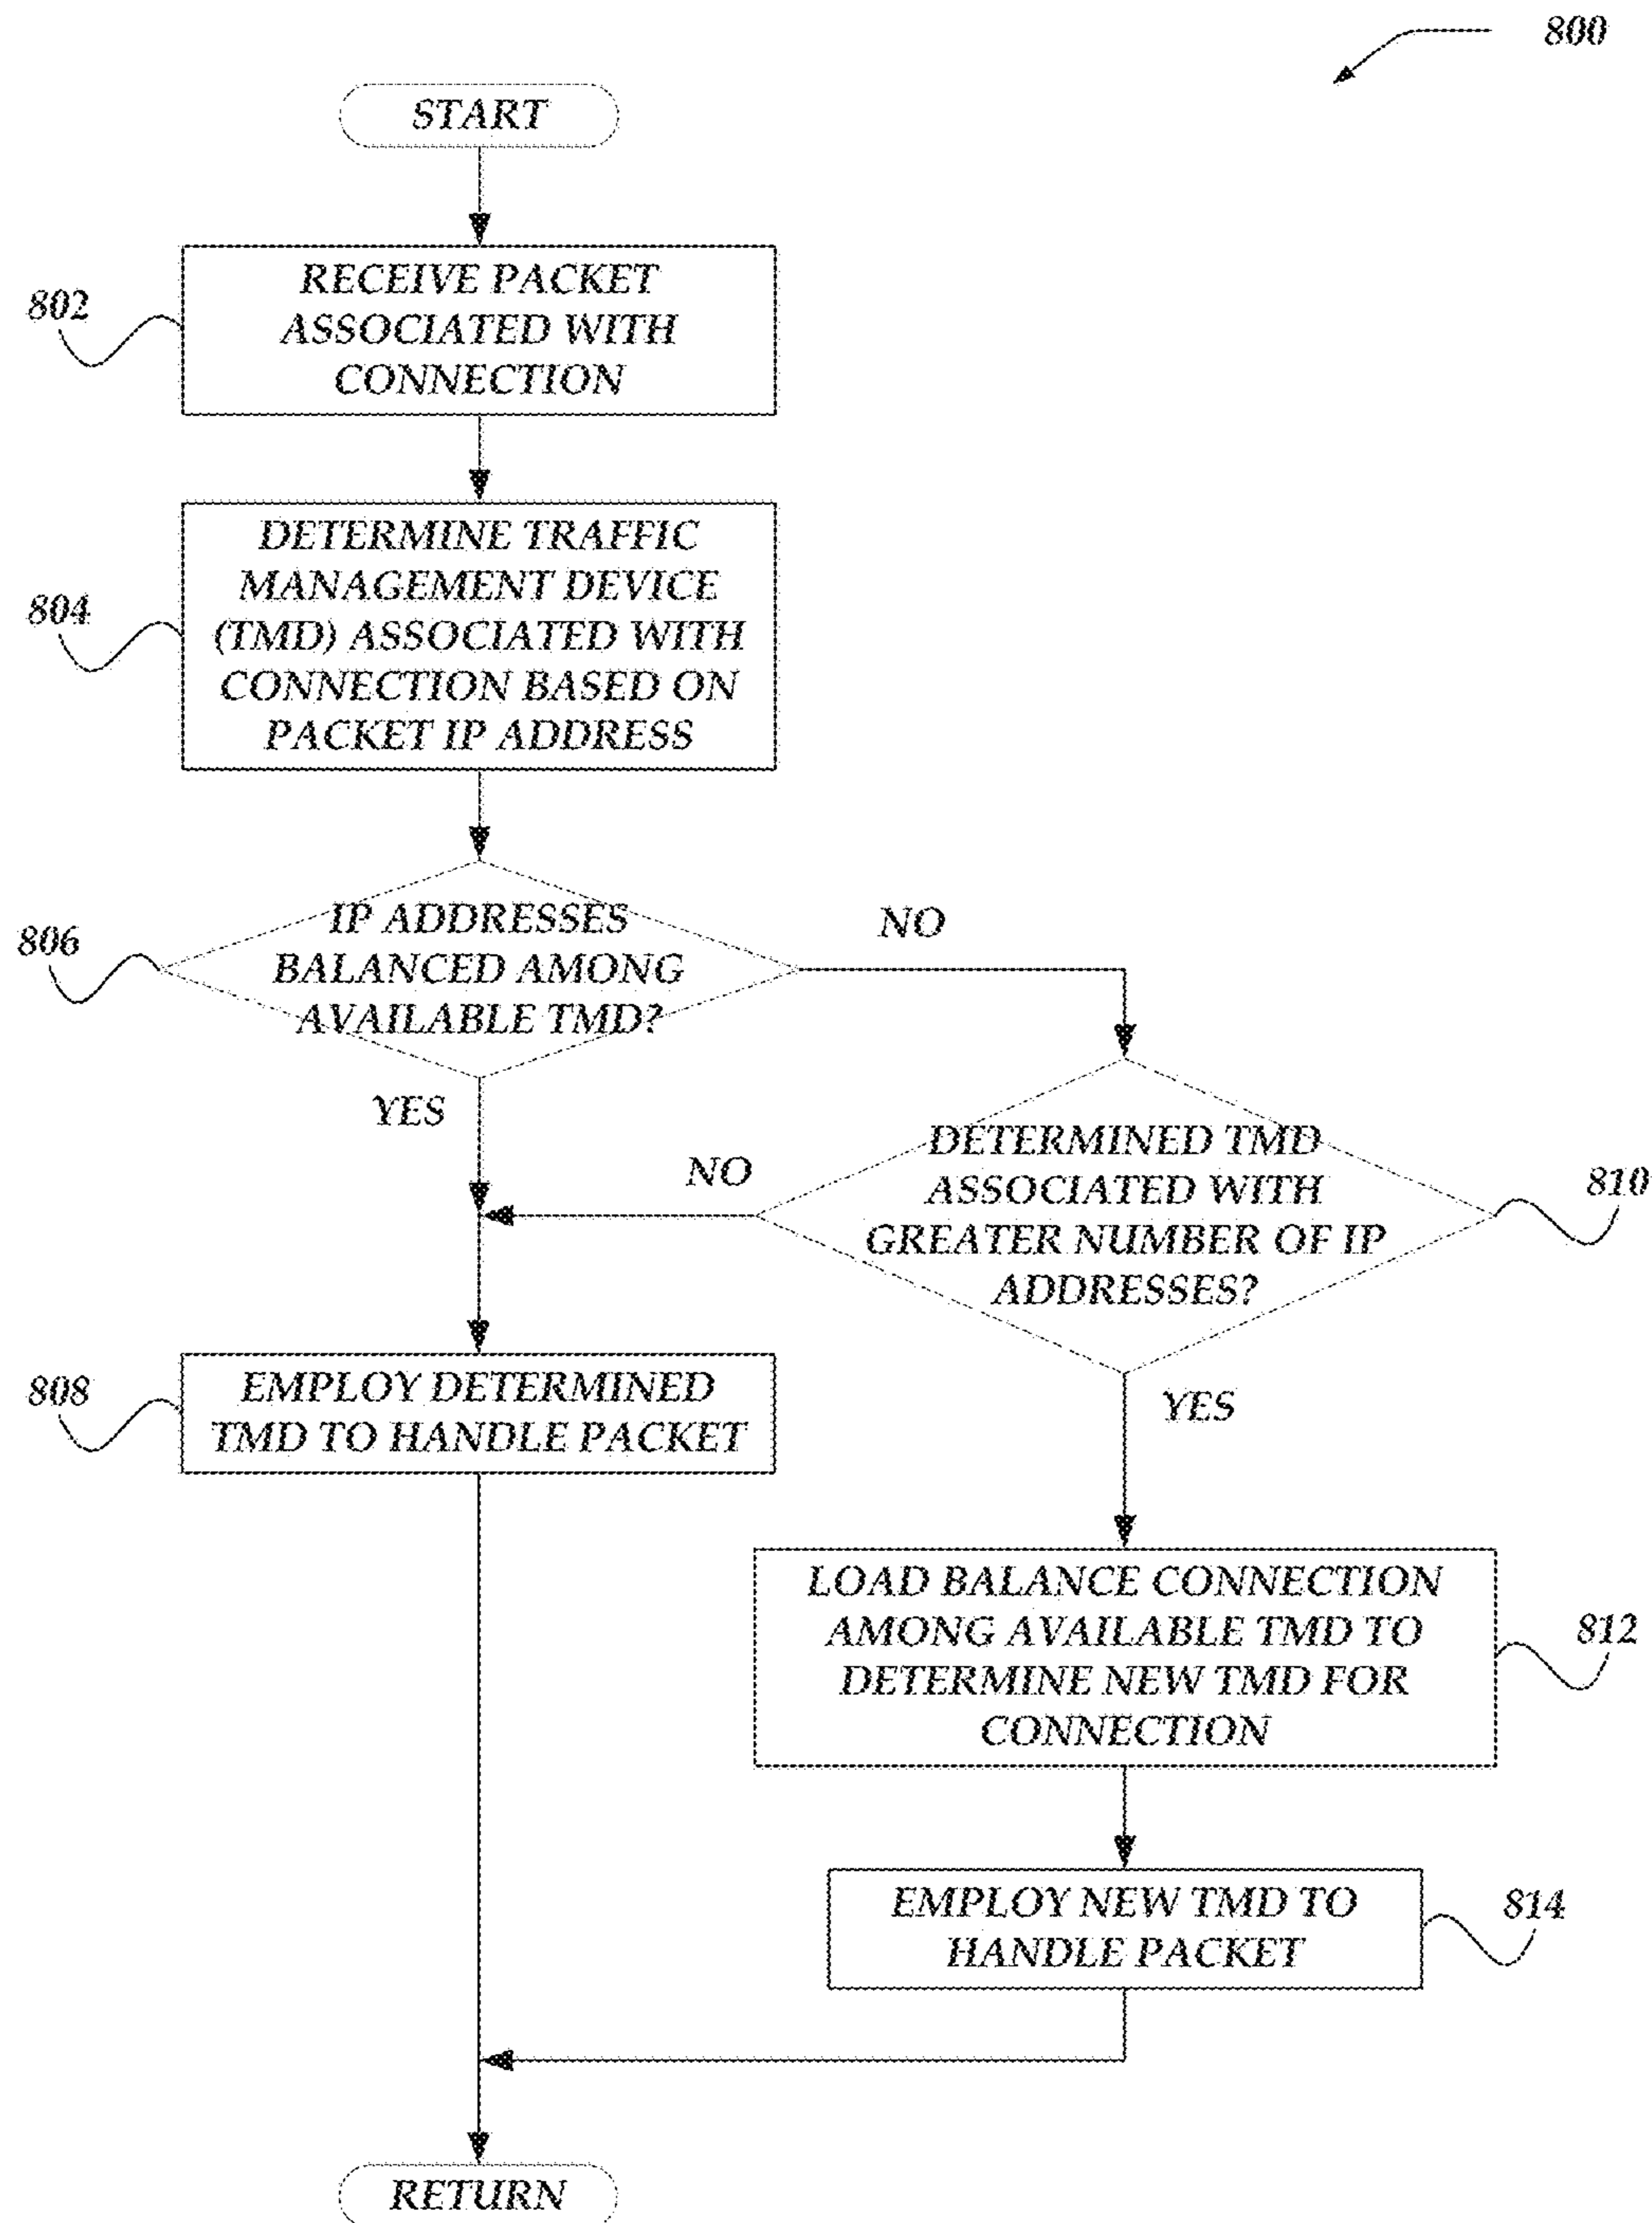 800
START
802
RECEIVE PACKET
ASSOCIATED WITH
CONNECTION
804
DETERMINE TRAFFIC
MANAGEMENT DEVICE
(TMD) ASSOCIATED WITH
CONNECTION BASED ON
PACKET IP ADDRESS
806
IP ADDRESSES
BALANCED AMONG
AVAILABLE TMD?
NO
YES
NO
DETERMINED TMD
ASSOCIATED WITH
GREATER NUMBER OF IP
ADDRESSES?
810
YES
808
EMPLOY DETERMINED
TMD TO HANDLE PACKET
LOAD BALANCE CONNECTION
AMONG AVAILABLE TMD TO
DETERMINE NEW TMD FOR
CONNECTION
812
EMPLOY NEW TMD TO
HANDLE PACKET
814
RETURN